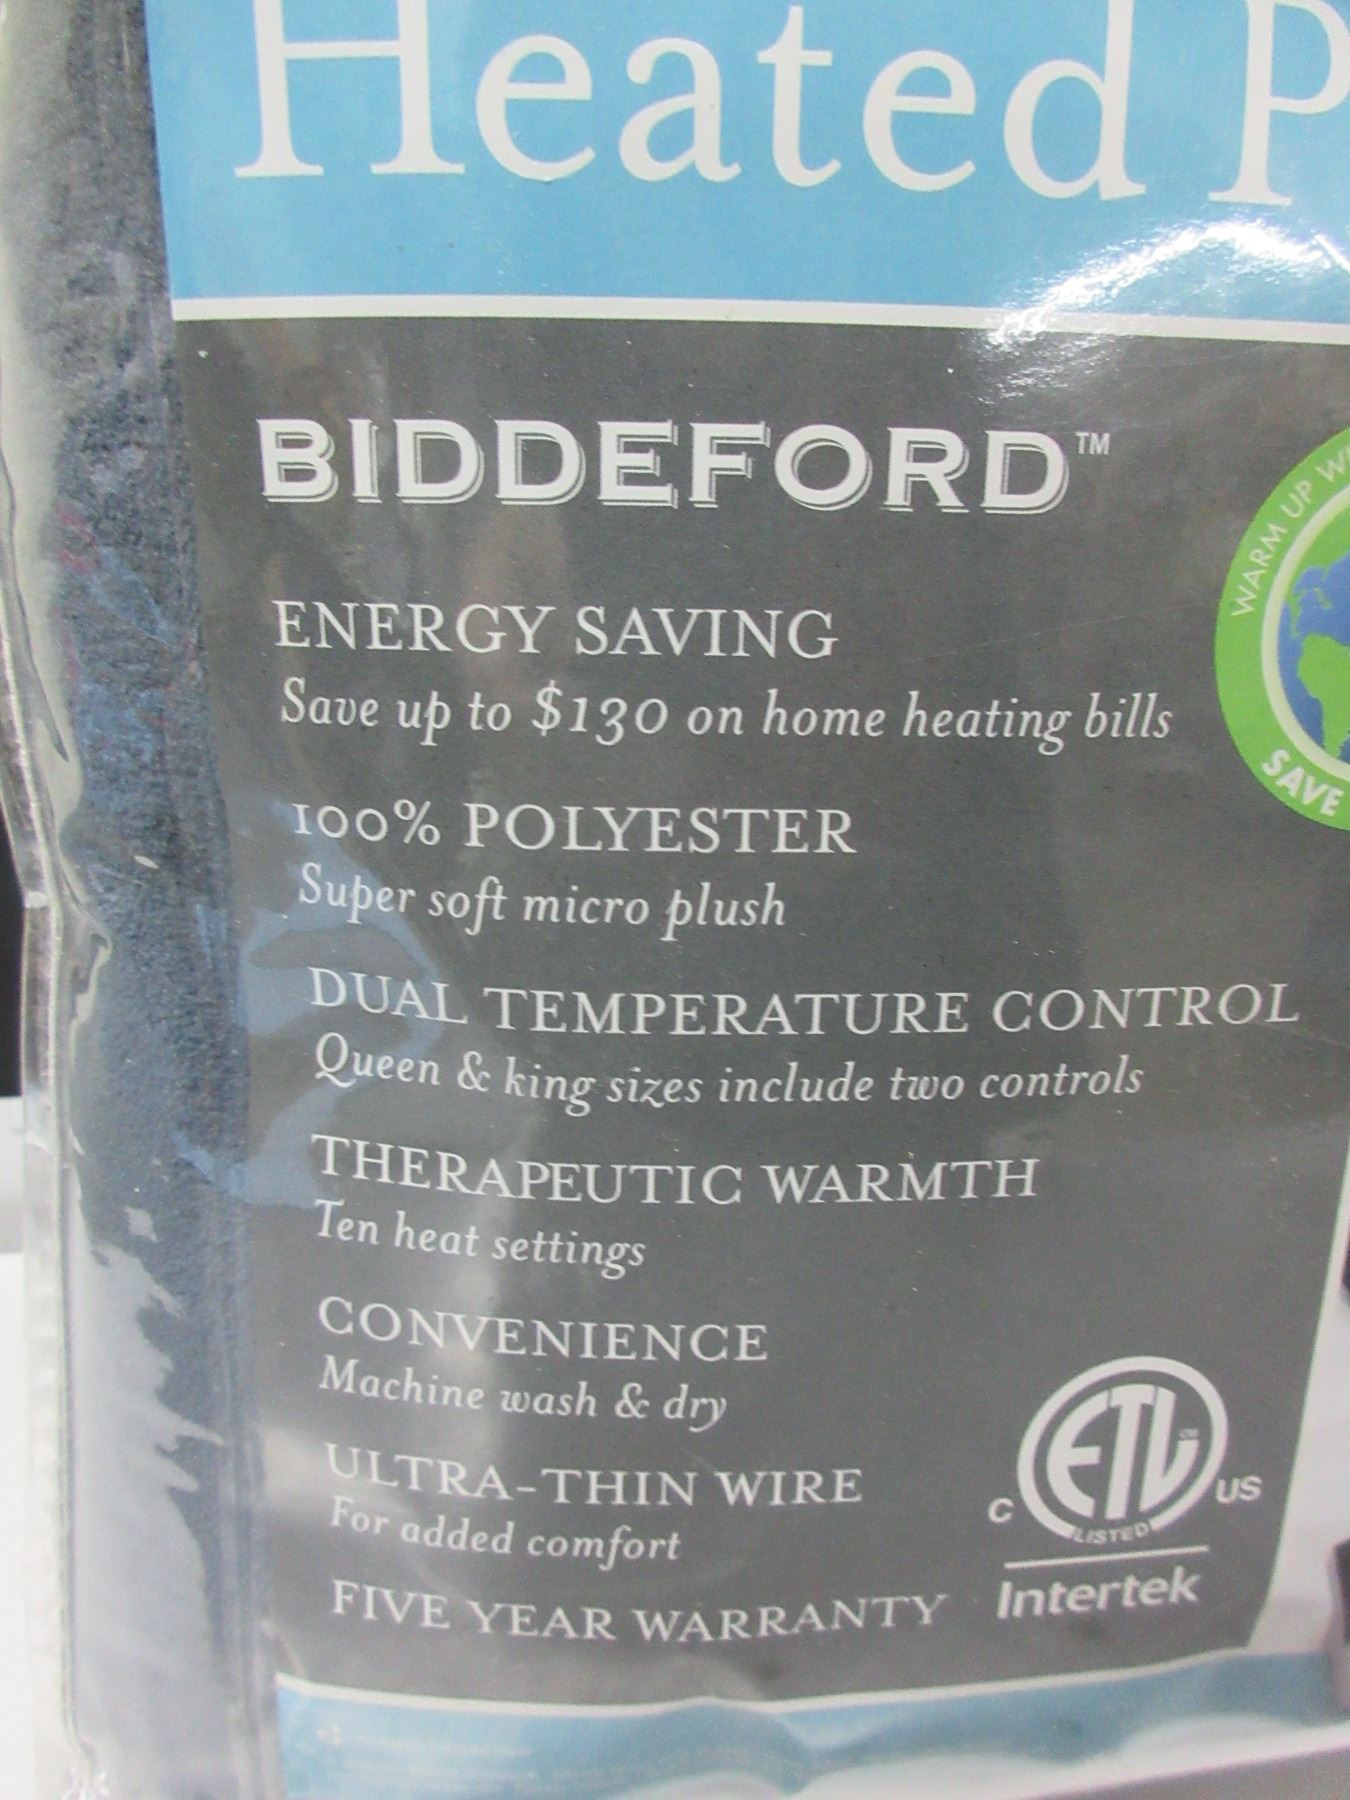 Heated P
BIDDEFORD™
ENERGY SAVING
Save up to $130 on home heating bills
WARM UP
SAVE
100% POLYESTER
Super soft micro plush
DUAL TEMPERATURE CONTROL
Queen & king sizes include two controls
THERAPEUTIC WARMTH
Ten heat settings
CONVENIENCE
Machine wash & dry
ULTRA-THIN WIRE
For added comfort
FIVE YEAR WARRANTY
C ETL US
LISTED
Intertek